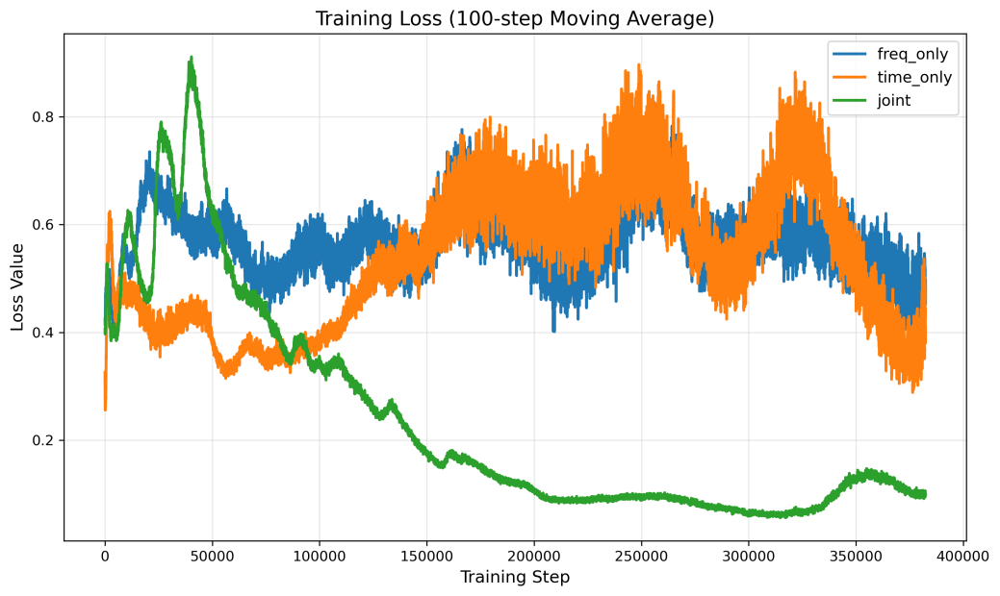 Training Loss (100-step Moving Average)
freq_only
time_only
joint
Loss Value
0.8
0.6
0.4
0.2
0 50000 100000 150000 200000 250000 300000 350000 400000
Training Step